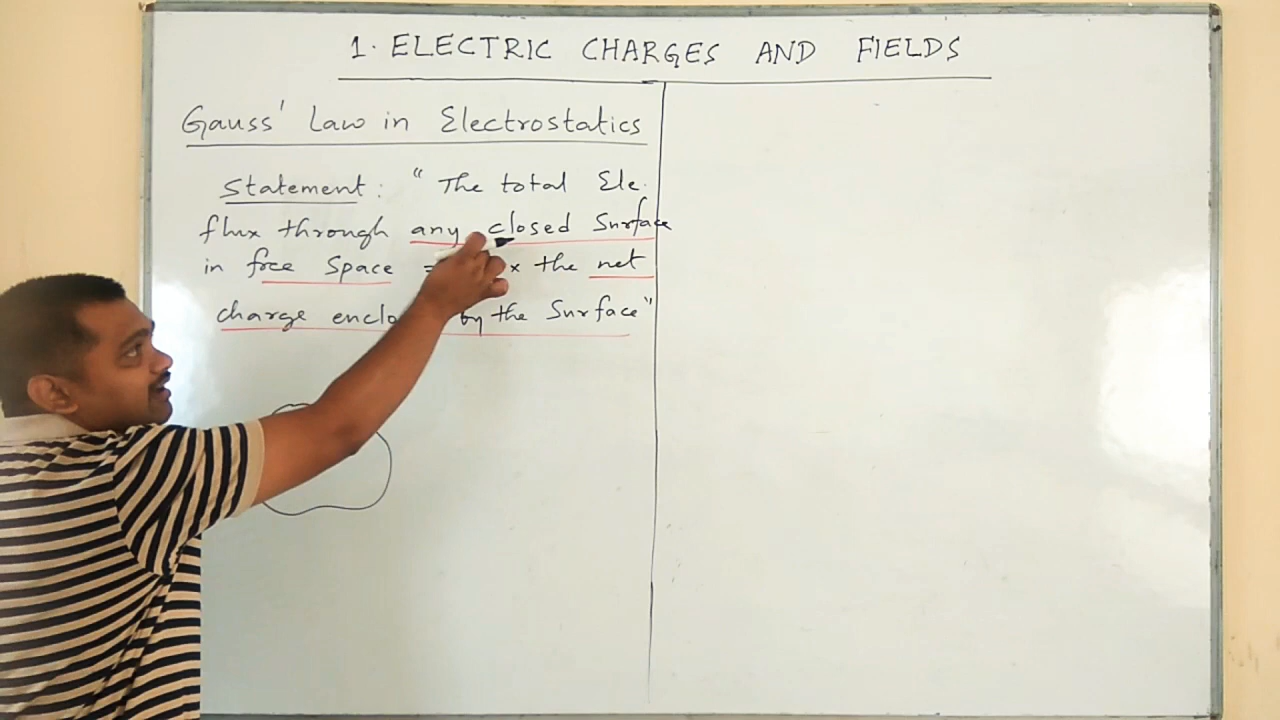 1. ELECTRIC CHARGES AND FIELDS
Gauss' Law in Electrostatics
Statement: "The total Ele.
flux through any closed Surface
in free Space = × the net
charge by the Surface"